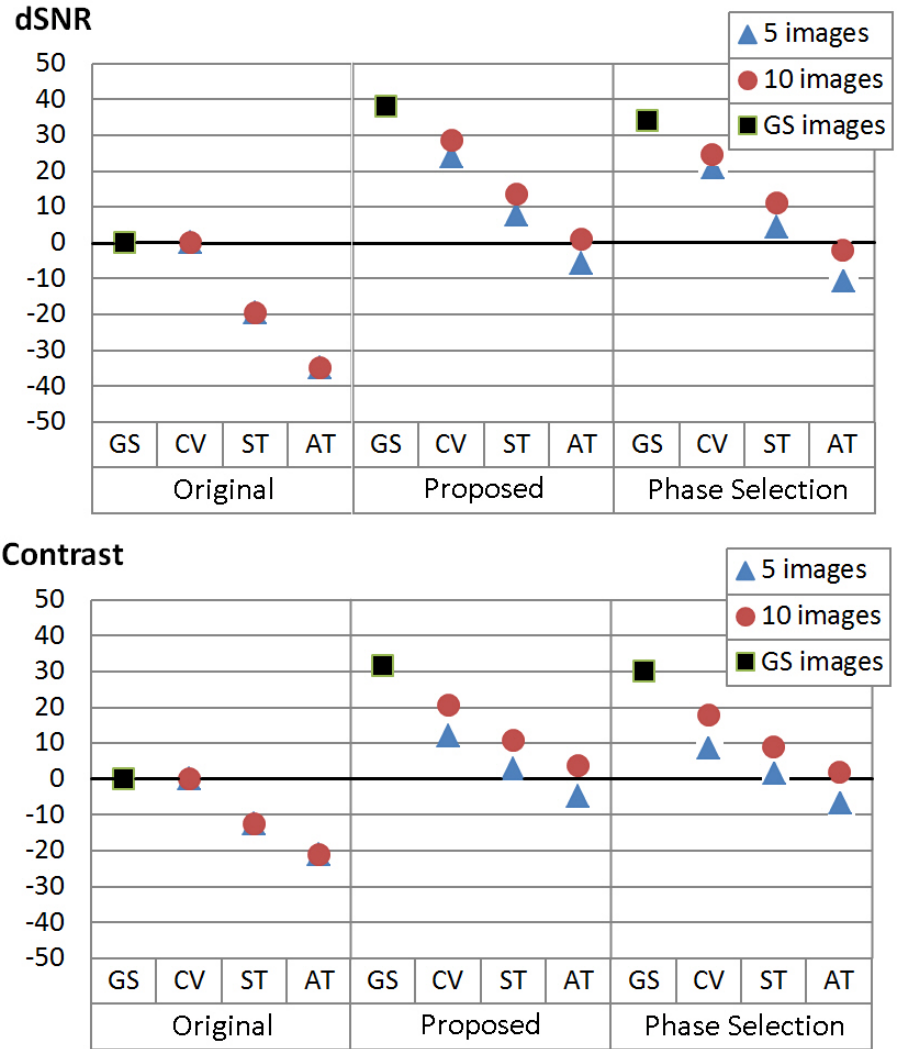 dSNR
5 images
10 images
GS images
50
40
30
20
10
0
-10
-20
-30
-40
-50
GS CV ST AT GS CV ST AT GS CV ST AT
Original Proposed Phase Selection
Contrast
5 images
10 images
GS images
50
40
30
20
10
0
-10
-20
-30
-40
-50
GS CV ST AT GS CV ST AT GS CV ST AT
Original Proposed Phase Selection